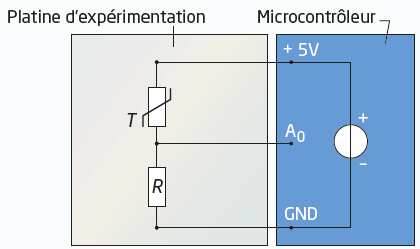 Platine d'expérimentation
Microcontrôleur
+ 5V
T
A0
+
–
R
GND